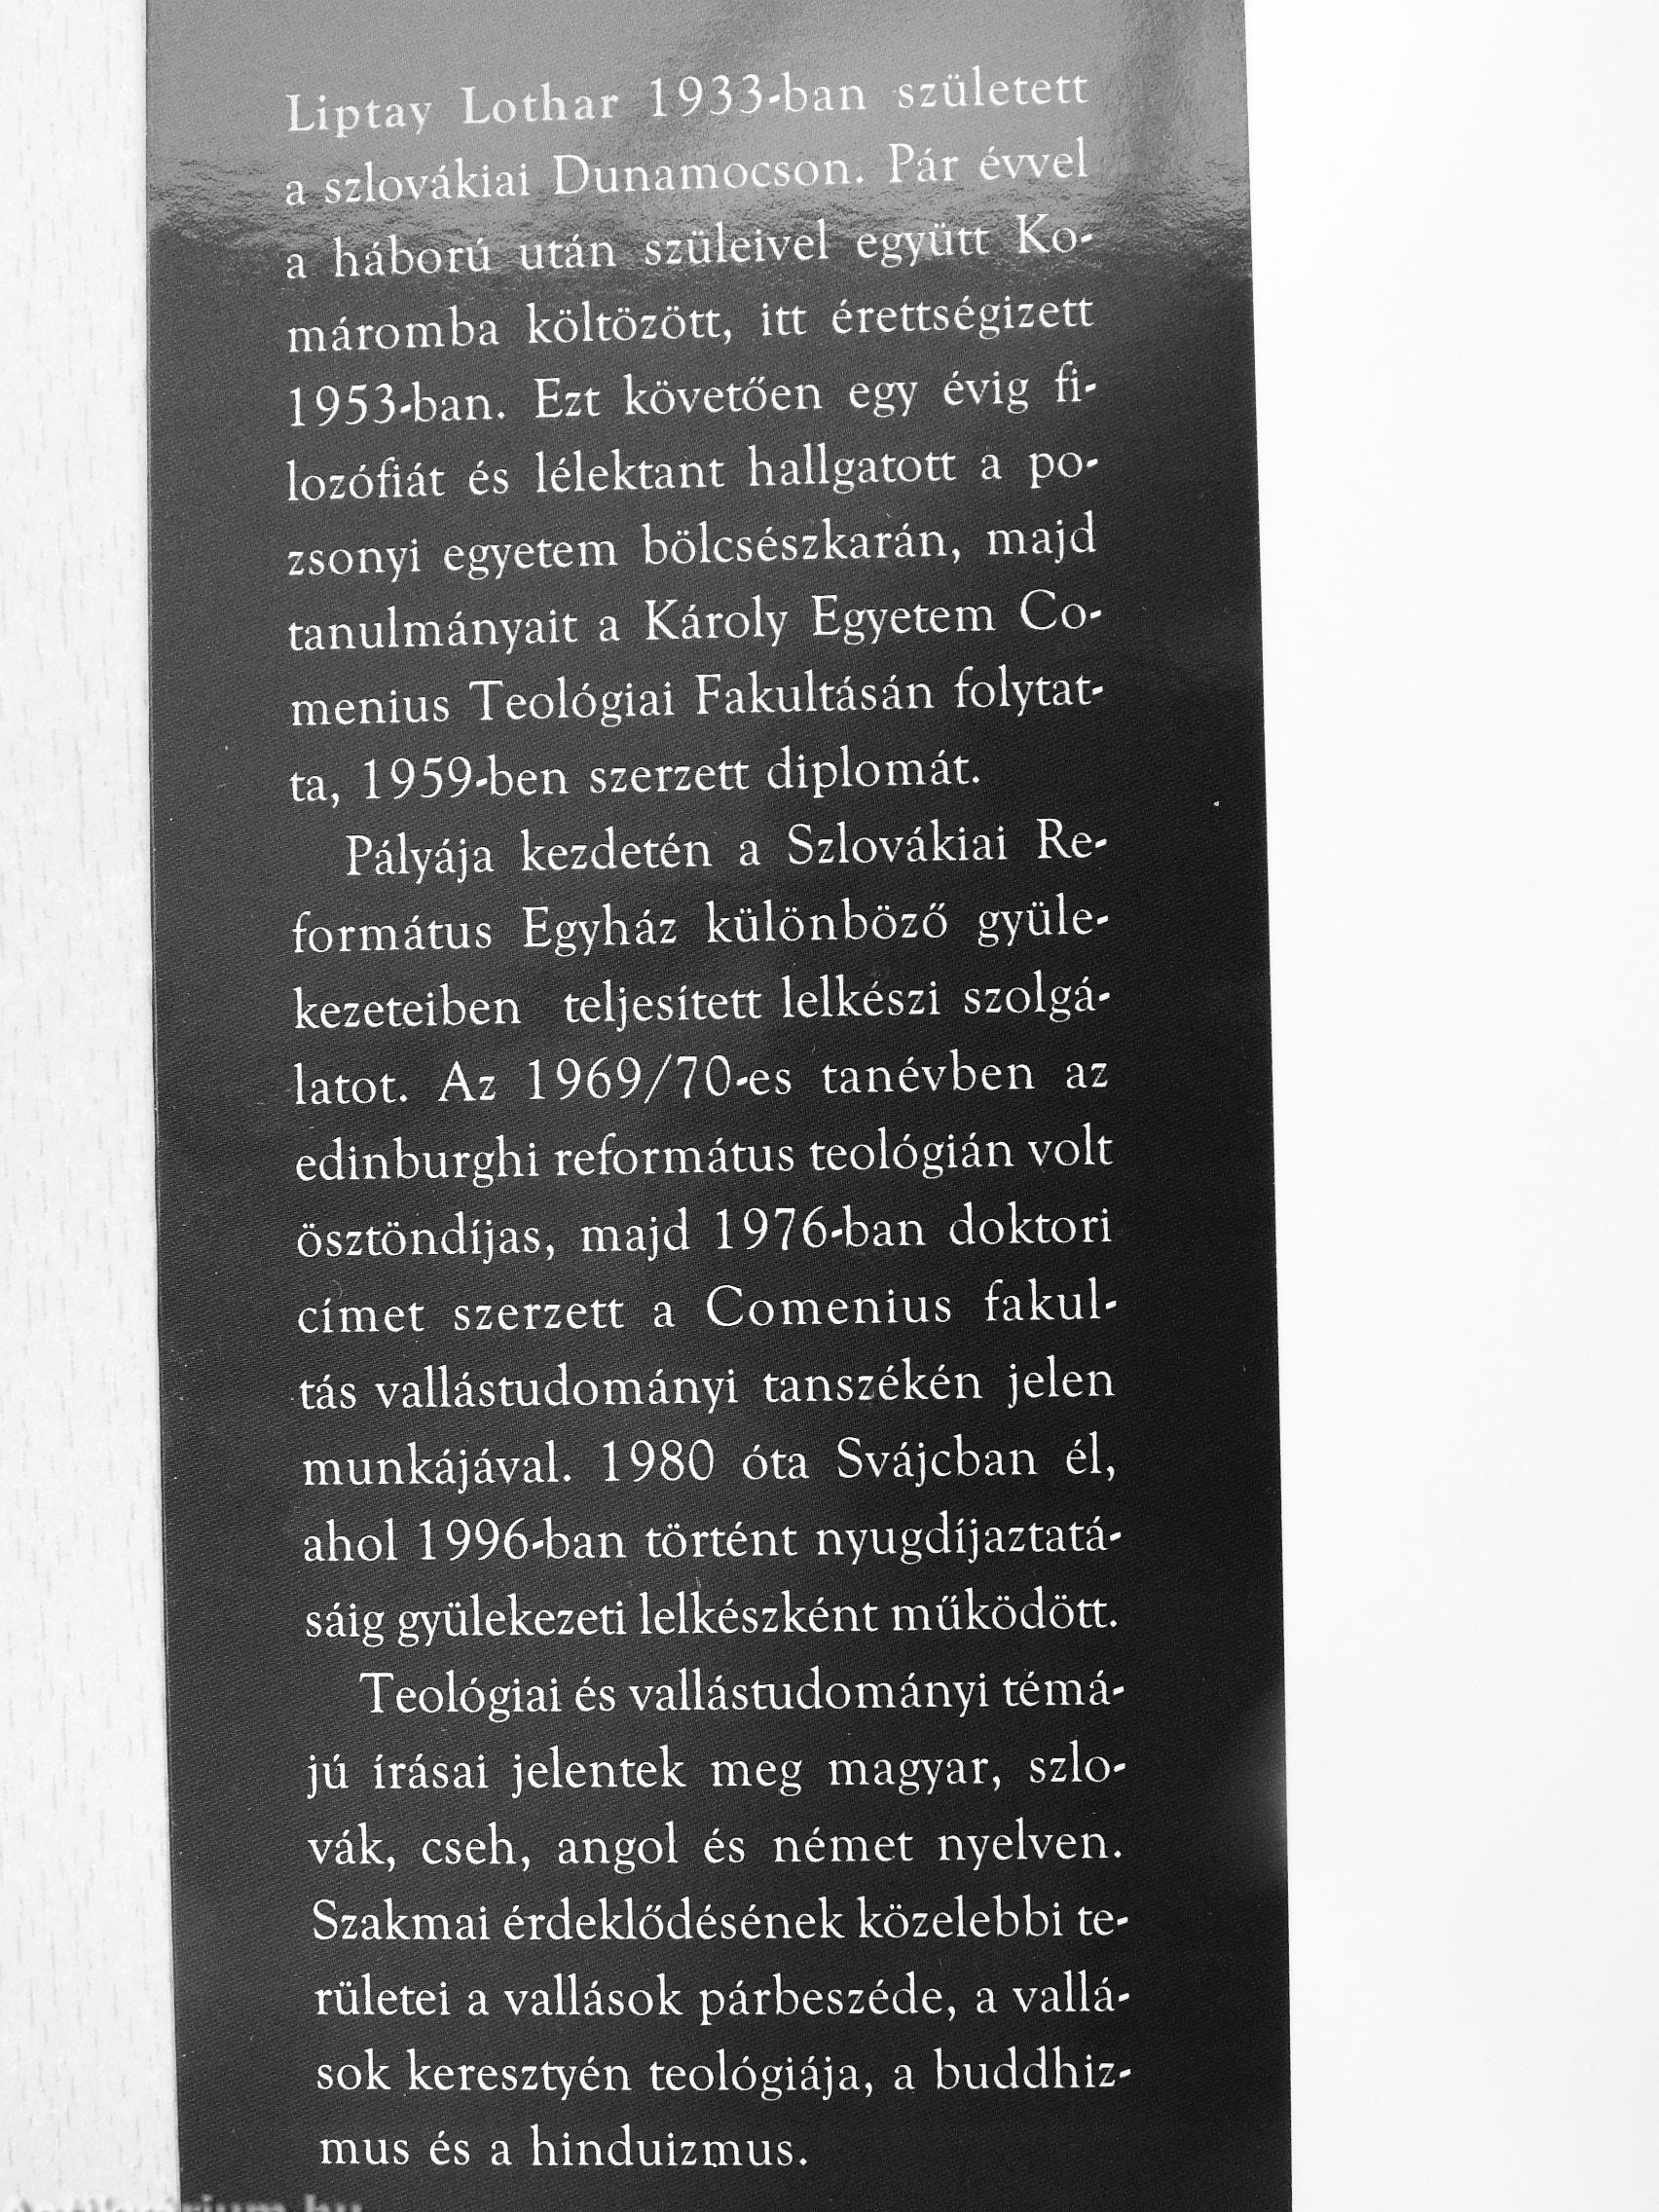 Liptay Lothar 1933-ban született
a szlovákiai Dunamocson. Pár évvel
a háború után szüleivel együtt Ko-
máromba költözött, itt érettségizett
1953-ban. Ezt követően egy évig fi-
lozófiát és lélektant hallgatott a po-
zsonyi egyetem bölcsészkarán, majd
tanulmányait a Károly Egyetem Co-
menius Teológiai Fakultásán folytat-
ta, 1959-ben szerzett diplomát.
Pályája kezdetén a Szlovákiai Re-
formátus Egyház különböző gyüle-
kezeteiben teljesített lelkészi szolgá-
latot. Az 1969/70-es tanévben az
edinburghi református teológián volt
ösztöndíjas, majd 1976-ban doktori
címet szerzett a Comenius fakul-
tás vallástudományi tanszékén jelen
munkájával. 1980 óta Svájcban él,
ahol 1996-ban történt nyugdíjaztatá-
sáig gyülekezeti lelkészként működött.
Teológiai és vallástudományi témá-
jú írásai jelentek meg magyar, szlo-
vák, cseh, angol és német nyelven.
Szakmai érdeklődésének közelebbi te-
rületei a vallások párbeszéde, a vallá-
sok keresztyén teológiája, a buddhiz-
mus és a hinduizmus.